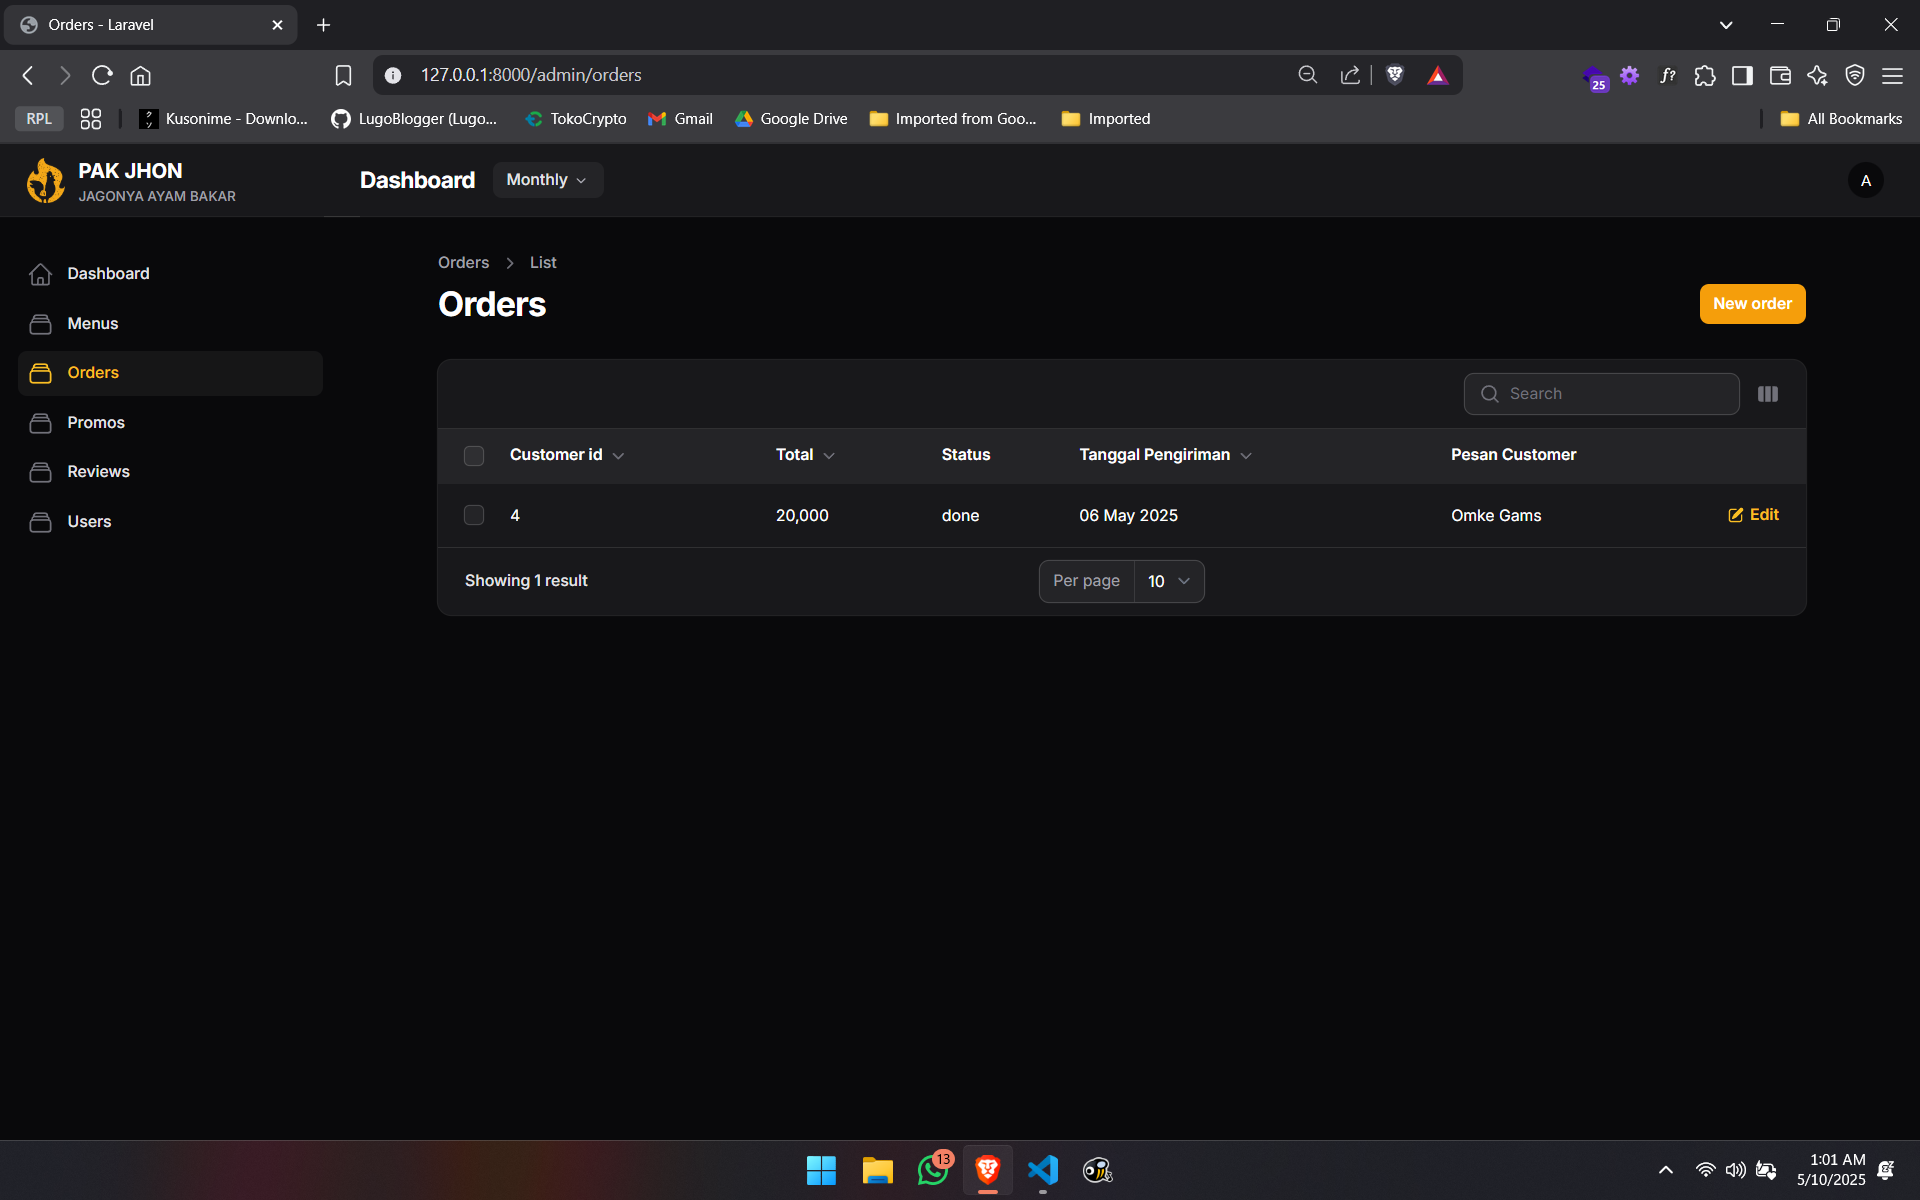 Orders - Laravel
127.0.0.1:8000/admin/orders
25
f?
RPL
Kusonime - Downlo...
LugoBlogger (Lugo...
TokoCrypto
Gmail
Google Drive
Imported from Goo...
Imported
All Bookmarks
PAK JHON
JAGONYA AYAM BAKAR
Dashboard
Monthly
A
Dashboard
Menus
Orders
Promos
Reviews
Users
Orders
List
Orders
New order
Search
Customer id
Total
Status
Tanggal Pengiriman
Pesan Customer
4
20,000
done
06 May 2025
Omke Gams
Edit
Showing 1 result
Per page
10
13
1:01 AM
5/10/2025